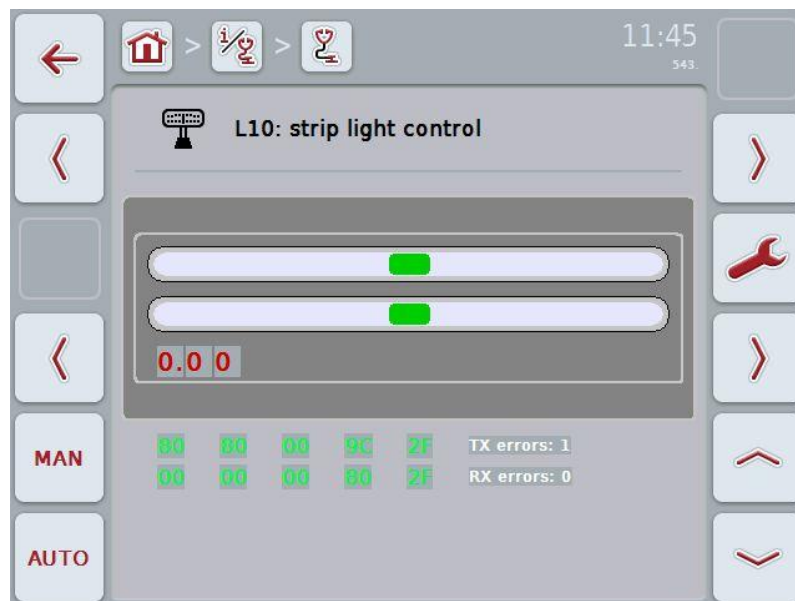 > i/ >
11:45
543.
L10: strip light control
0.0 0
MAN
80 80 00 9C 2F TX errors: 1
00 00 00 80 2F RX errors: 0
AUTO